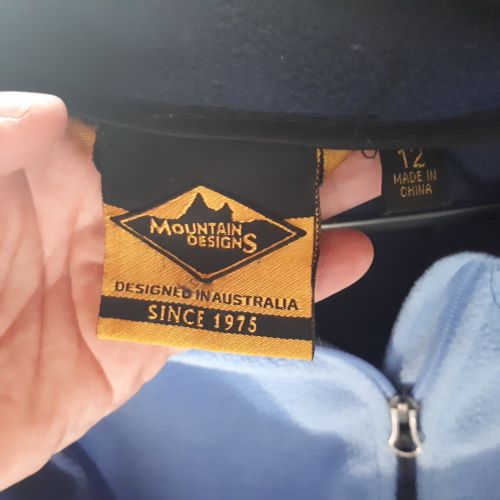 MOUNTAIN
DESIGNS
DESIGNED IN AUSTRALIA
SINCE 1975
12
MADE IN
CHINA